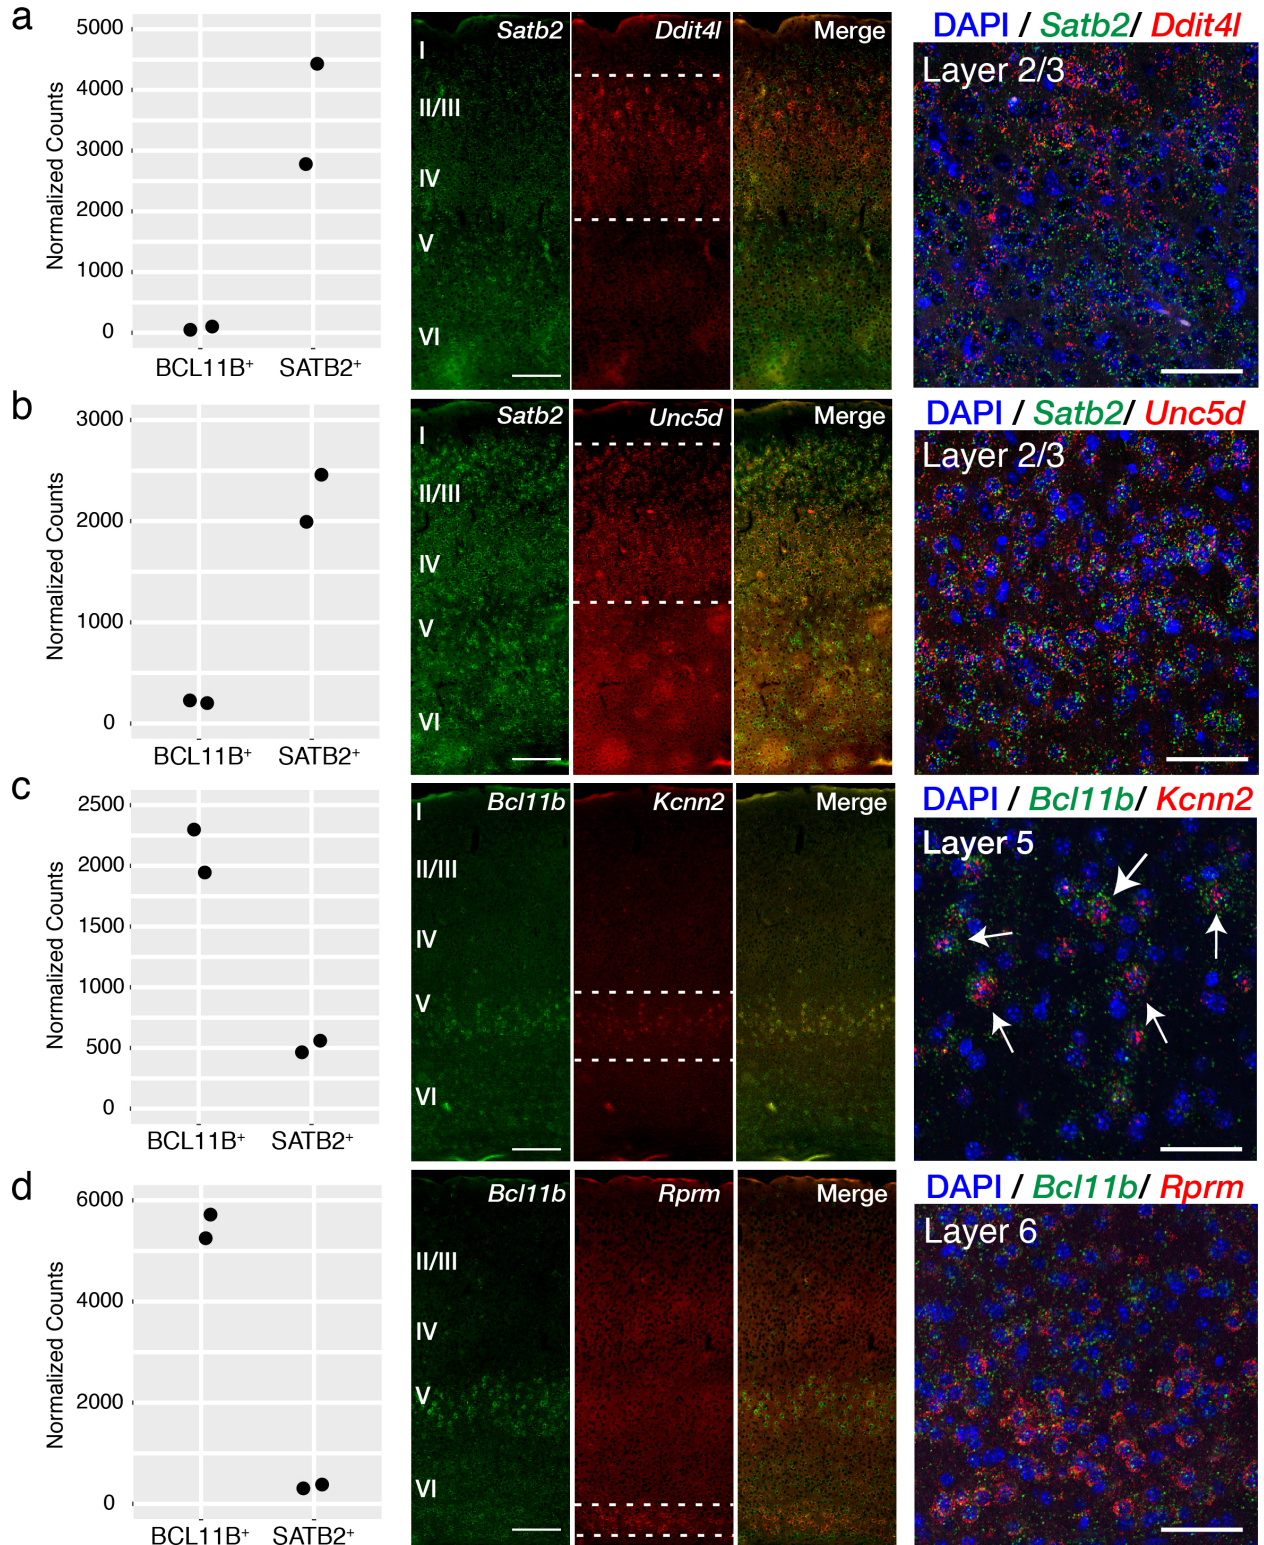 a
5000
4000
3000
2000
1000
0
Normalized Counts
BCL11B+ SATB2+
Satb2 Ddit4l Merge
I
II/III
IV
V
VI
DAPI / Satb2/ Ddit4l
Layer 2/3
b
3000
2000
1000
0
Normalized Counts
BCL11B+ SATB2+
Satb2 Unc5d Merge
I
II/III
IV
V
VI
DAPI / Satb2/ Unc5d
Layer 2/3
c
2500
2000
1500
1000
500
0
Normalized Counts
BCL11B+ SATB2+
Bcl11b Kcnn2 Merge
I
II/III
IV
V
VI
DAPI / Bcl11b/ Kcnn2
Layer 5
d
6000
4000
2000
0
Normalized Counts
BCL11B+ SATB2+
Bcl11b Rprm Merge
II/III
IV
V
VI
DAPI / Bcl11b/ Rprm
Layer 6